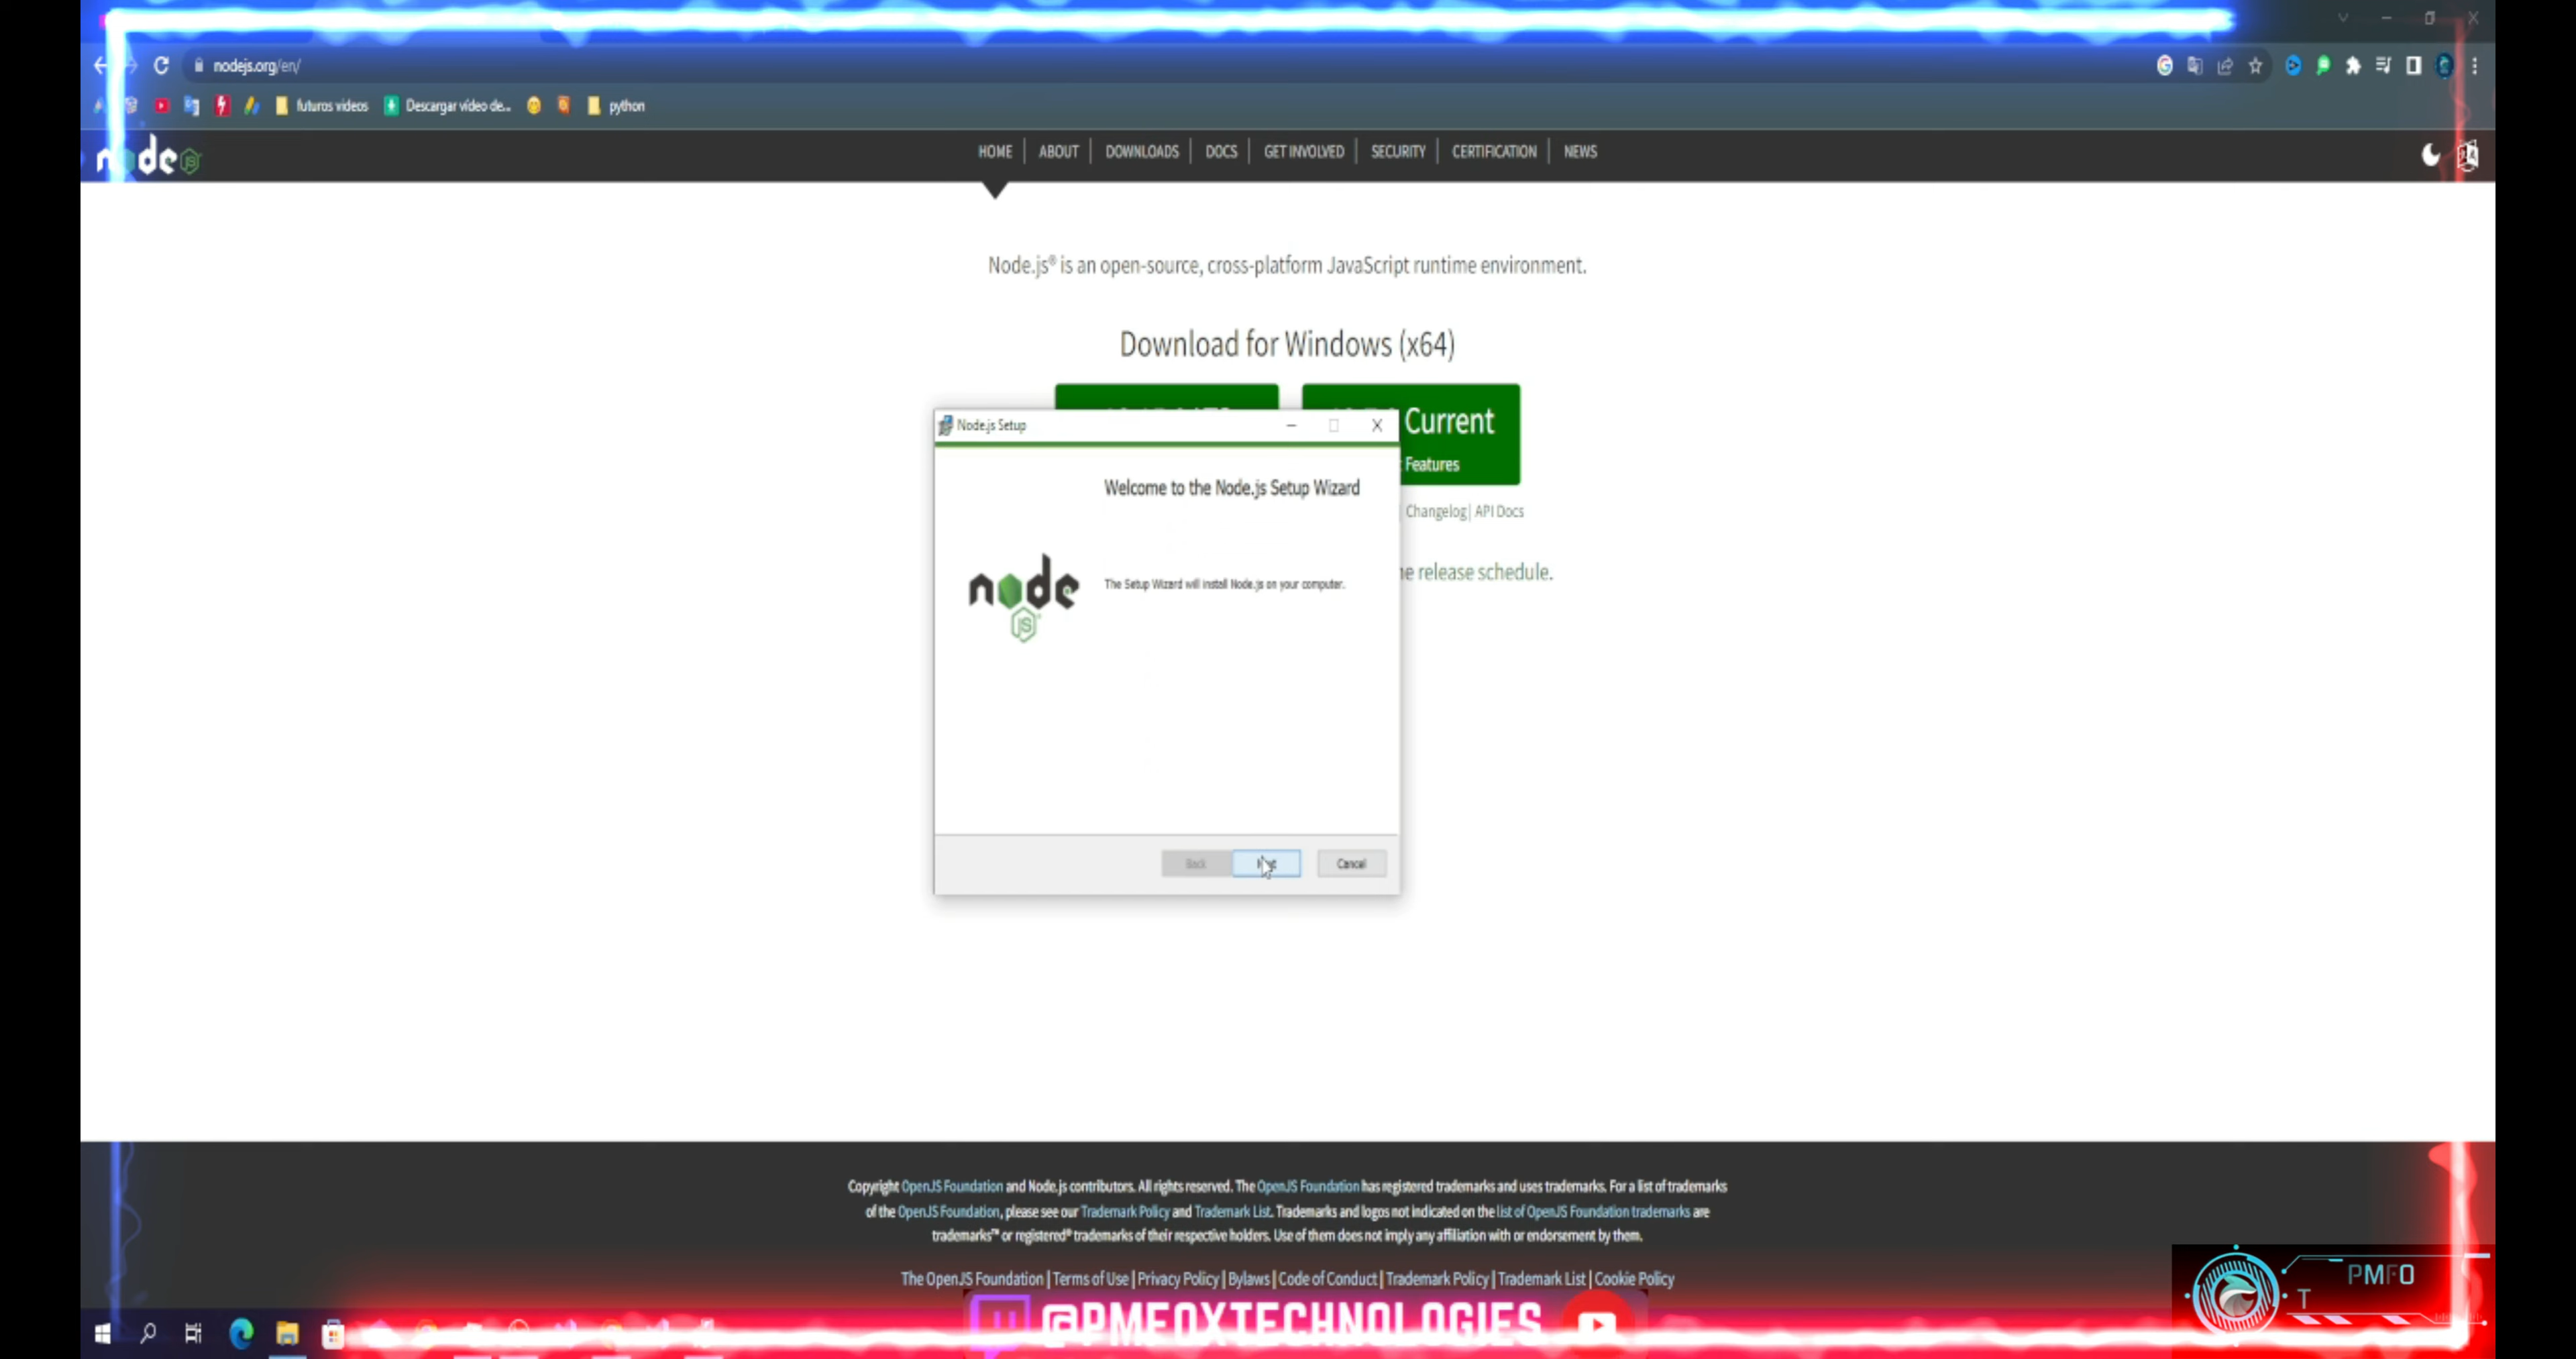 nodejs.org/en/
futuros videos
Descargar vídeo de...
python
node JS
HOME
ABOUT
DOWNLOADS
DOCS
GET INVOLVED
SECURITY
CERTIFICATION
NEWS
Node.js® is an open-source, cross-platform JavaScript runtime environment.
Download for Windows (x64)
Current
Features
Changelog | API Docs
release schedule.
Node.js Setup
Welcome to the Node.js Setup Wizard
node
JS
The Setup Wizard will install Node.js on your computer.
Back
Cancel
Copyright OpenJS Foundation and Node.js contributors. All rights reserved. The OpenJS Foundation has registered trademarks and uses trademarks. For a list of trademarks
of the OpenJS Foundation, please see our Trademark Policy and Trademark List. Trademarks and logos not indicated on the list of OpenJS Foundation trademarks are
trademarks™ or registered® trademarks of their respective holders. Use of them does not imply any affiliation with or endorsement by them.
The OpenJS Foundation | Terms of Use | Privacy Policy | Bylaws | Code of Conduct | Trademark Policy | Trademark List | Cookie Policy
@PMFOXTECHNOLOGIES
PMFO
T